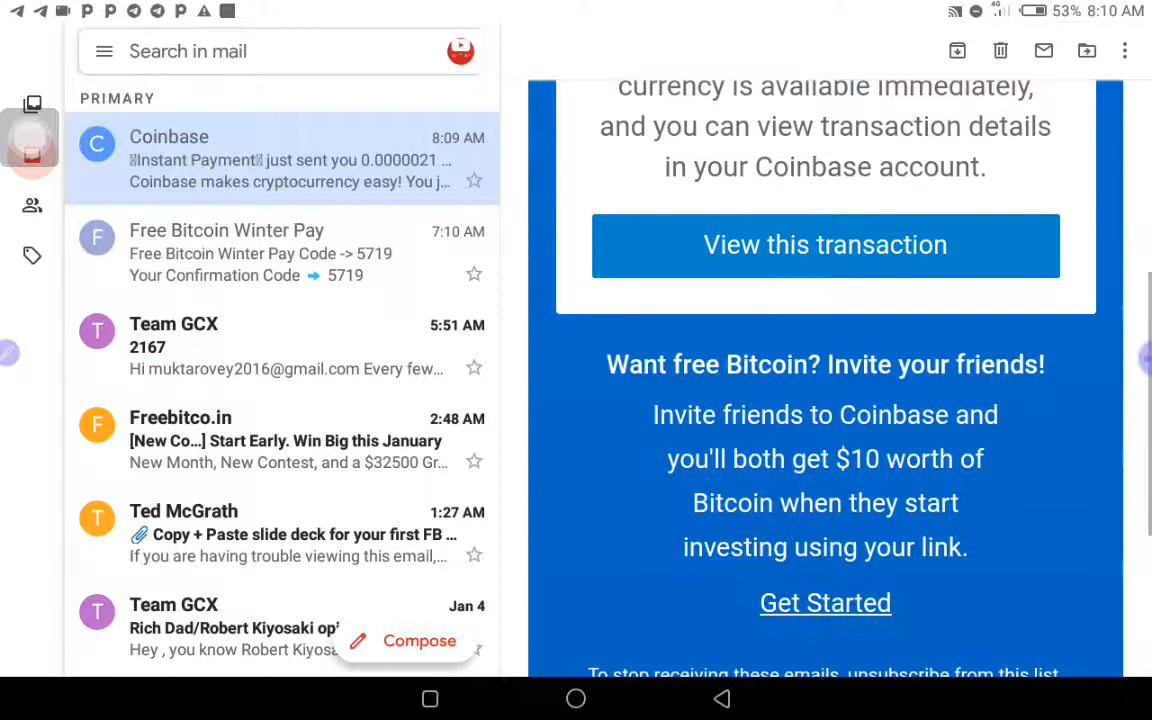 53% 8:10 AM
4G
Search in mail
PRIMARY
C
Coinbase 8:09 AM
Instant Payment just sent you 0.0000021 ...
Coinbase makes cryptocurrency easy! You j...
F
Free Bitcoin Winter Pay 7:10 AM
Free Bitcoin Winter Pay Code -> 5719
Your Confirmation Code ➡ 5719
T
Team GCX 5:51 AM
2167
Hi muktarovey2016@gmail.com Every few...
F
Freebitco.in 2:48 AM
[New Co...] Start Early. Win Big this January
New Month, New Contest, and a $32500 Gr...
T
Ted McGrath 1:27 AM
Copy + Paste slide deck for your first FB ...
If you are having trouble viewing this email,...
T
Team GCX Jan 4
Rich Dad/Robert Kiyosaki
Hey , you know Robert
Compose
currency is available immediately,
and you can view transaction details
in your Coinbase account.
View this transaction
Want free Bitcoin? Invite your friends!
Invite friends to Coinbase and
you'll both get $10 worth of
Bitcoin when they start
investing using your link.
Get Started
To stop receiving these emails, unsubscribe from this list